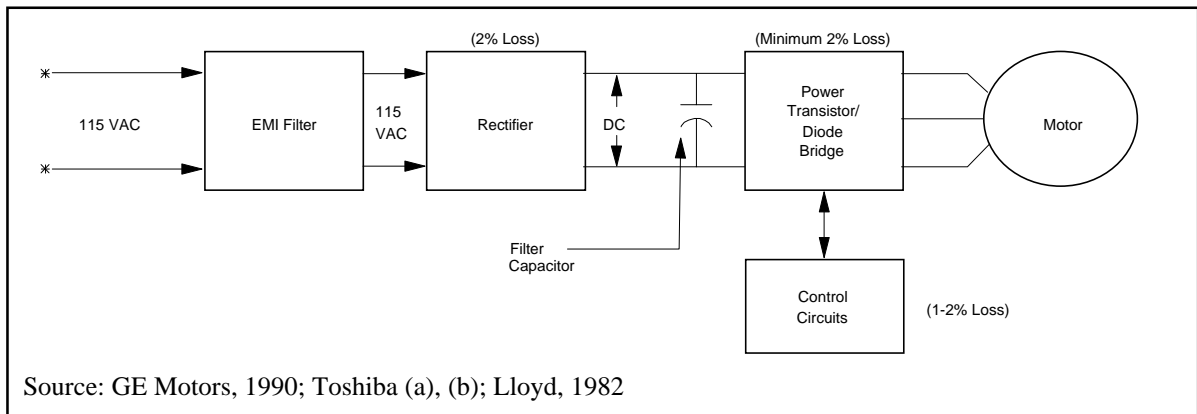 (2% Loss)
(Minimum 2% Loss)
115 VAC
EMI Filter
115
VAC
Rectifier
DC
Power
Transistor/
Diode
Bridge
Motor
Filter
Capacitor
Control
Circuits
(1-2% Loss)
Source: GE Motors, 1990; Toshiba (a), (b); Lloyd, 1982